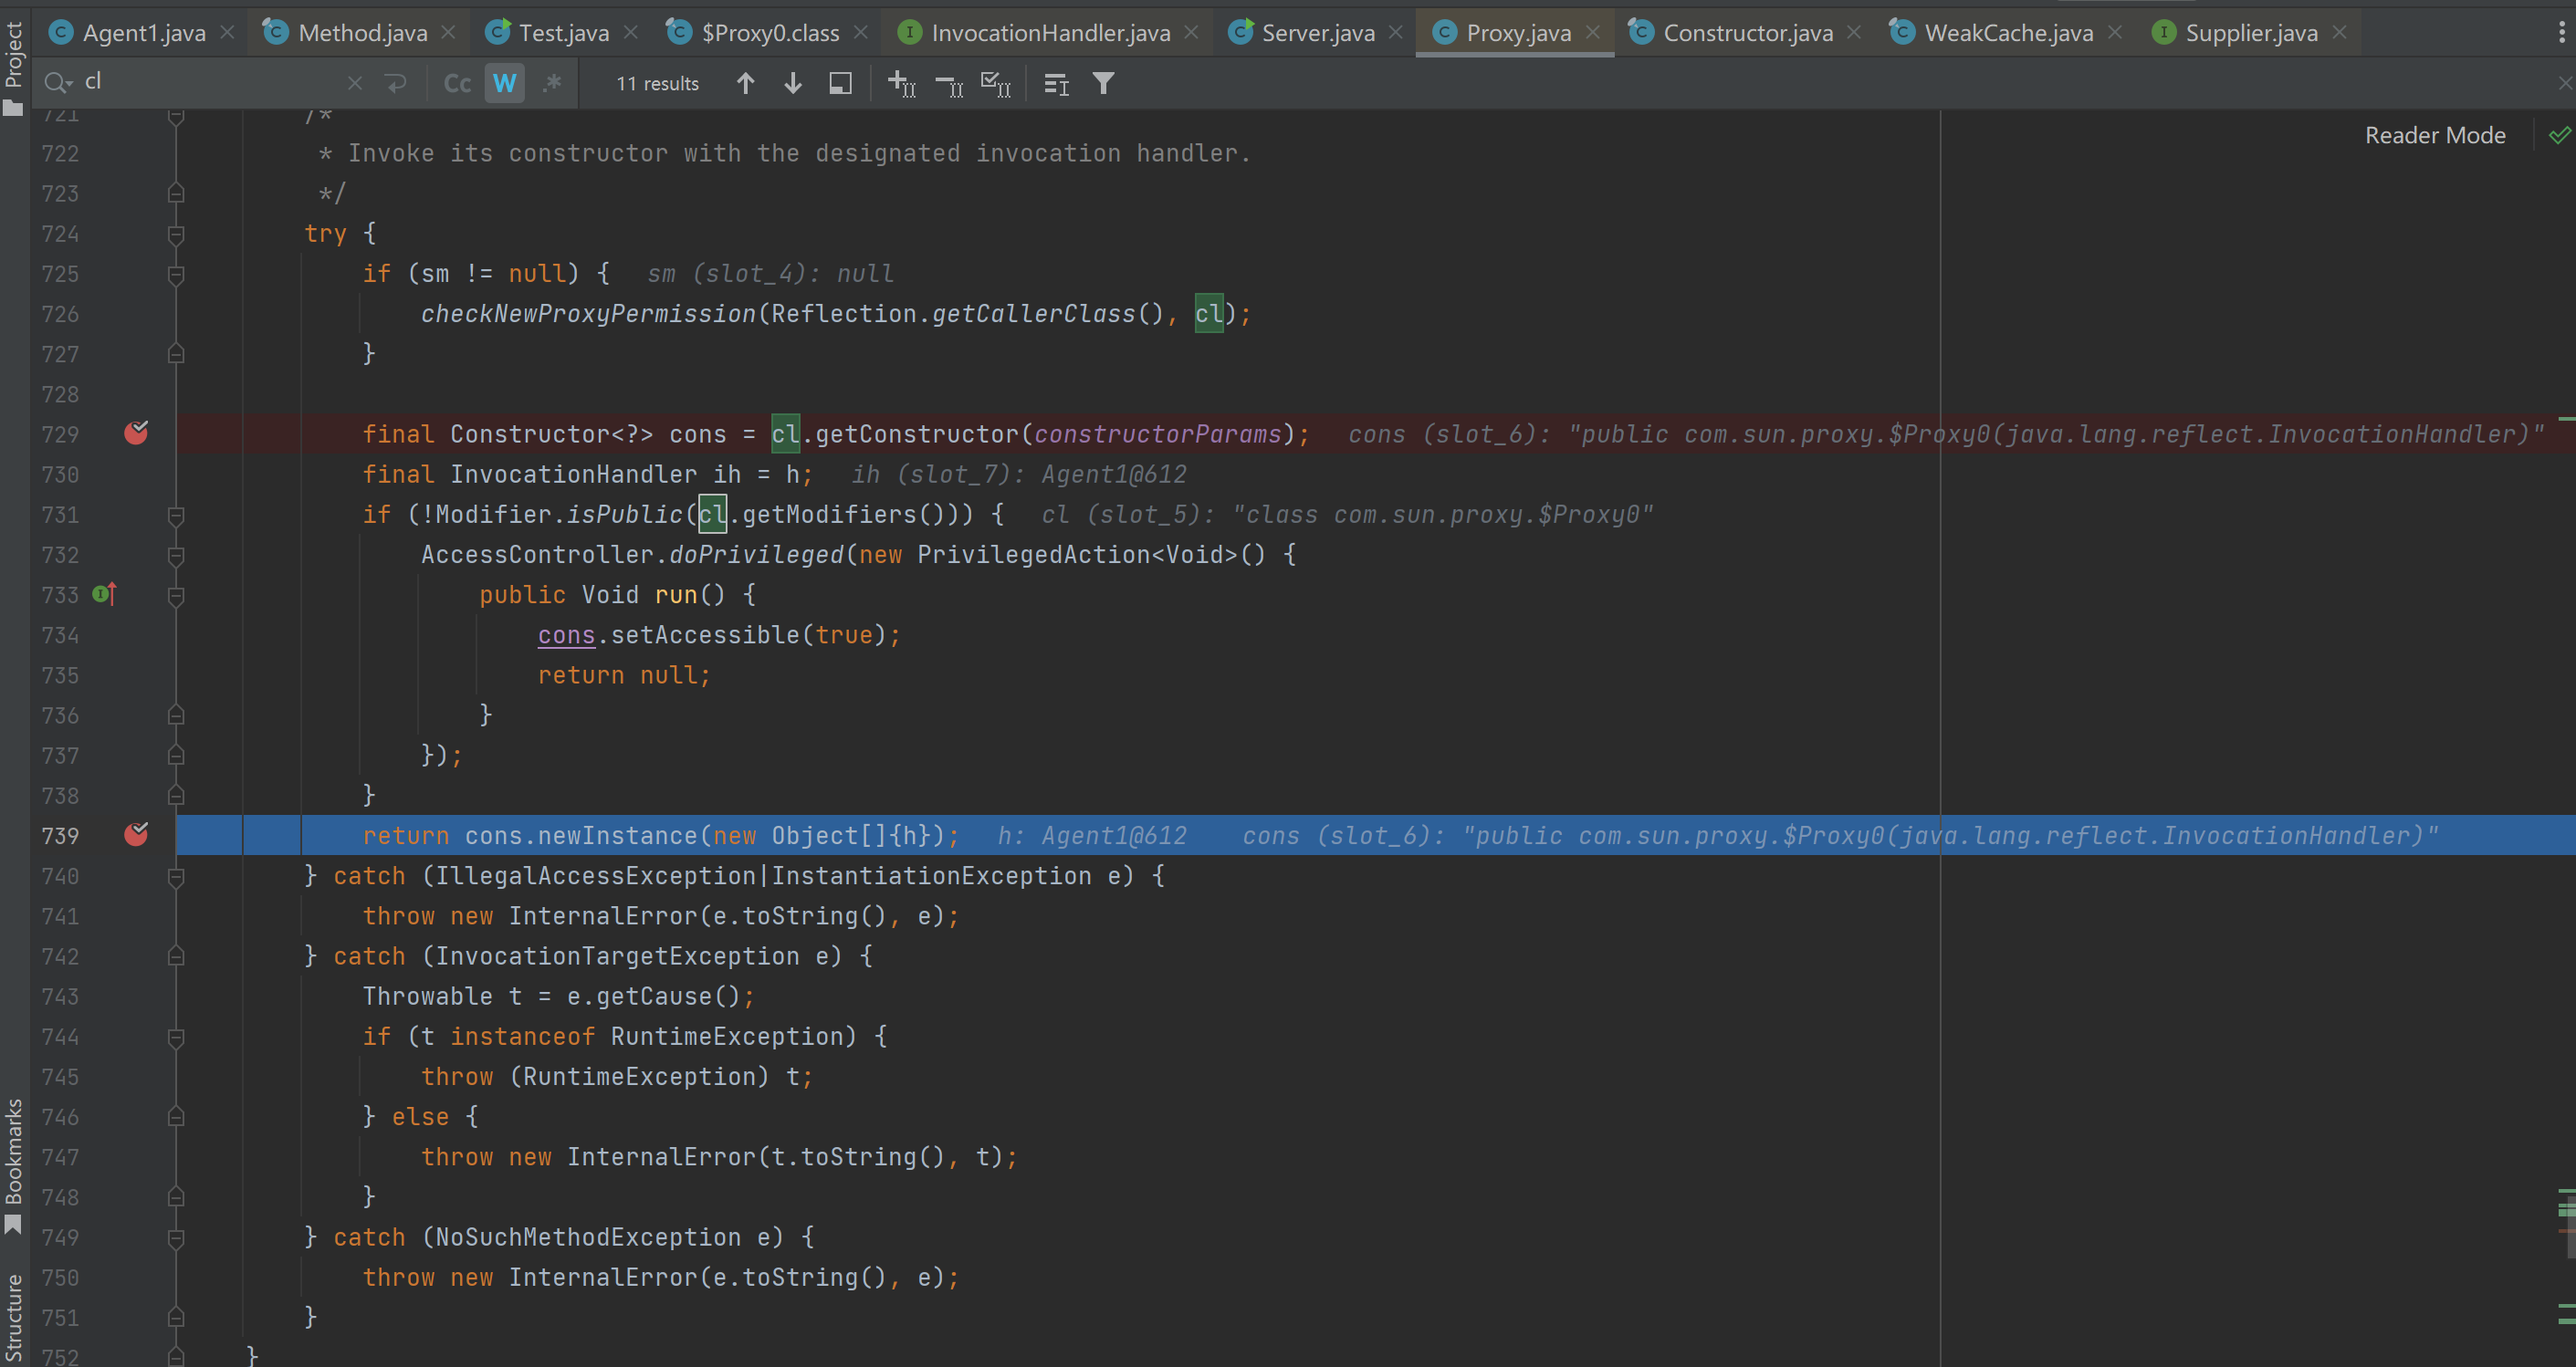 Project
Agent1.java Method.java Test.java $Proxy0.class InvocationHandler.java Server.java Proxy.java Constructor.java WeakCache.java Supplier.java
cl Cc W .* 11 results
Reader Mode
721 /*
722 * Invoke its constructor with the designated invocation handler.
723 */
724 try {
725 if (sm != null) { sm (slot_4): null
726 checkNewProxyPermission(Reflection.getCallerClass(), cl);
727 }
728
729 final Constructor<?> cons = cl.getConstructor(constructorParams); cons (slot_6): "public com.sun.proxy.$Proxy0(java.lang.reflect.InvocationHandler)"
730 final InvocationHandler ih = h; ih (slot_7): Agent1@612
731 if (!Modifier.isPublic(cl.getModifiers())) { cl (slot_5): "class com.sun.proxy.$Proxy0"
732 AccessController.doPrivileged(new PrivilegedAction<Void>() {
733 public Void run() {
734 cons.setAccessible(true);
735 return null;
736 }
737 });
738 }
739 return cons.newInstance(new Object[]{h}); h: Agent1@612 cons (slot_6): "public com.sun.proxy.$Proxy0(java.lang.reflect.InvocationHandler)"
740 } catch (IllegalAccessException|InstantiationException e) {
741 throw new InternalError(e.toString(), e);
742 } catch (InvocationTargetException e) {
743 Throwable t = e.getCause();
744 if (t instanceof RuntimeException) {
745 throw (RuntimeException) t;
746 } else {
747 throw new InternalError(t.toString(), t);
748 }
749 } catch (NoSuchMethodException e) {
750 throw new InternalError(e.toString(), e);
751 }
752 }
Bookmarks
Structure